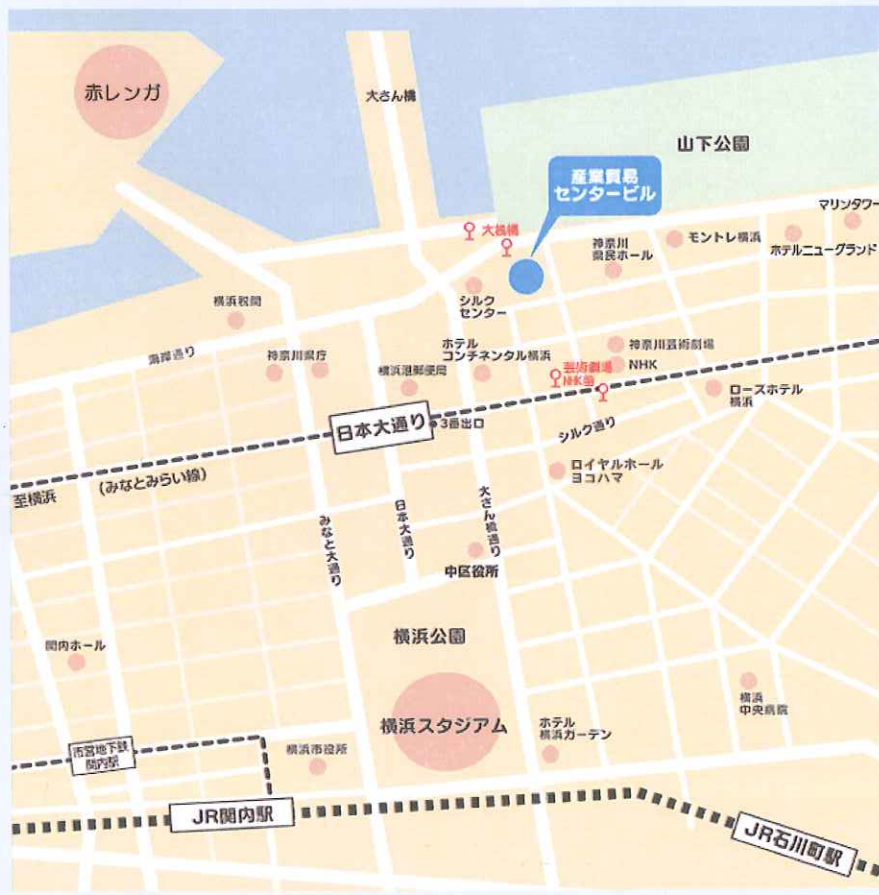 赤レンガ
大さん橋
山下公園
産業貿易
センタービル
マリンタワー
大桟橋
神奈川
県民ホール
モントレ横浜
ホテルニューグランド
横浜税関
シルク
センター
海岸通り
神奈川県庁
ホテル
コンチネンタル横浜
横浜港郵便局
神奈川芸術劇場
NHK
芸術劇場
NHK前
ローズホテル
横浜
日本大通り
3番出口
シルク通り
至横浜
(みなとみらい線)
ロイヤルホール
ヨコハマ
みなと大通り
日本大通り
大さん橋通り
中区役所
関内ホール
横浜公園
横浜スタジアム
横浜
中央病院
ホテル
横浜ガーデン
市営地下鉄
関内駅
横浜市役所
JR関内駅
JR石川町駅